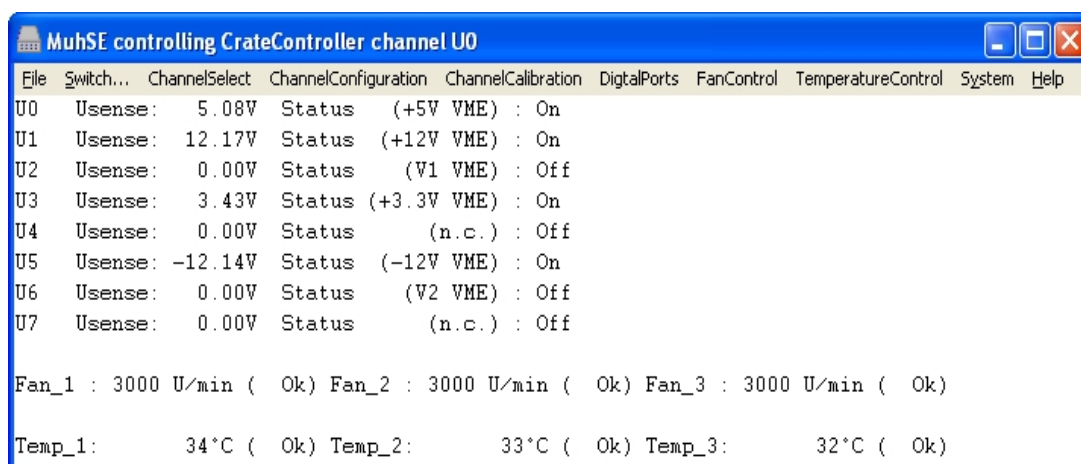 MuhSE controlling CrateController channel U0
File Switch... ChannelSelect ChannelConfiguration ChannelCalibration DigtalPorts FanControl TemperatureControl System Help
U0 Usense: 5.08V Status (+5V VME) : On
U1 Usense: 12.17V Status (+12V VME) : On
U2 Usense: 0.00V Status (V1 VME) : Off
U3 Usense: 3.43V Status (+3.3V VME) : On
U4 Usense: 0.00V Status (n.c.) : Off
U5 Usense: -12.14V Status (-12V VME) : On
U6 Usense: 0.00V Status (V2 VME) : Off
U7 Usense: 0.00V Status (n.c.) : Off
Fan_1 : 3000 U/min ( Ok) Fan_2 : 3000 U/min ( Ok) Fan_3 : 3000 U/min ( Ok)
Temp_1: 34°C ( Ok) Temp_2: 33°C ( Ok) Temp_3: 32°C ( Ok)